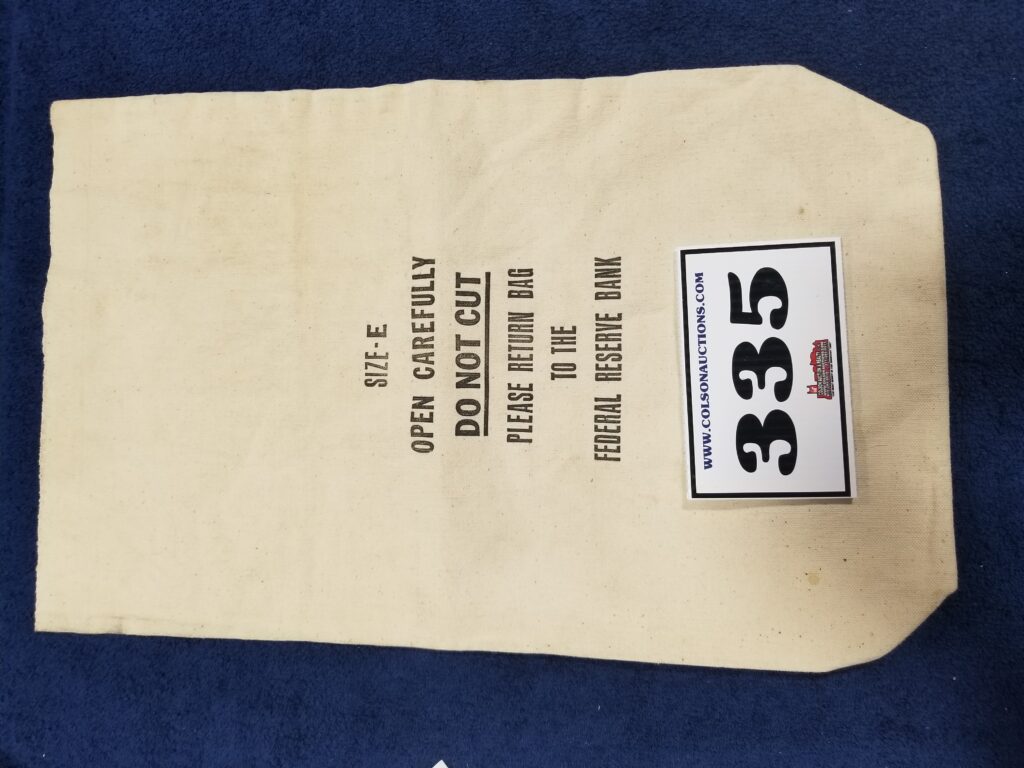 SIZE-E
OPEN CAREFULLY
DO NOT CUT
PLEASE RETURN BAG
TO THE
FEDERAL RESERVE BANK
WWW.COLSONAUCTIONS.COM
335